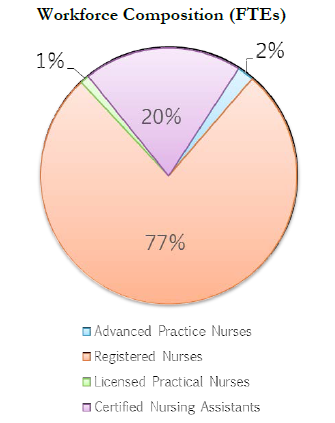 Workforce Composition (FTEs)
1%
2%
20%
77%
Advanced Practice Nurses
Registered Nurses
Licensed Practical Nurses
Certified Nursing Assistants